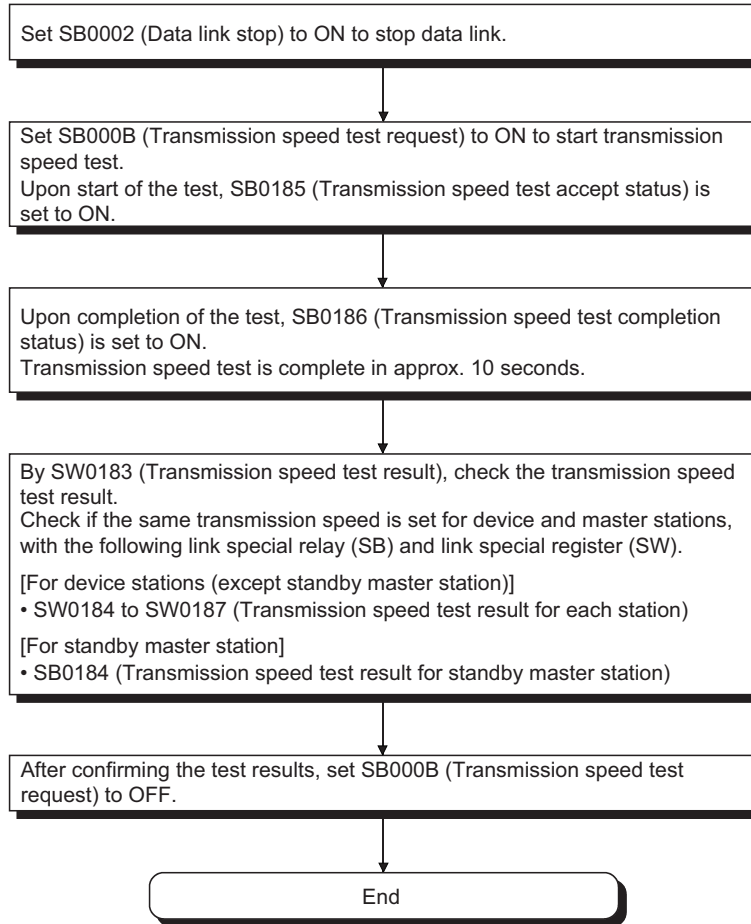 Set SB0002 (Data link stop) to ON to stop data link.
Set SB000B (Transmission speed test request) to ON to start transmission
speed test.
Upon start of the test, SB0185 (Transmission speed test accept status) is
set to ON.
Upon completion of the test, SB0186 (Transmission speed test completion
status) is set to ON.
Transmission speed test is complete in approx. 10 seconds.
By SW0183 (Transmission speed test result), check the transmission speed
test result.
Check if the same transmission speed is set for device and master stations,
with the following link special relay (SB) and link special register (SW).
[For device stations (except standby master station)]
• SW0184 to SW0187 (Transmission speed test result for each station)
[For standby master station]
• SB0184 (Transmission speed test result for standby master station)
After confirming the test results, set SB000B (Transmission speed test
request) to OFF.
End